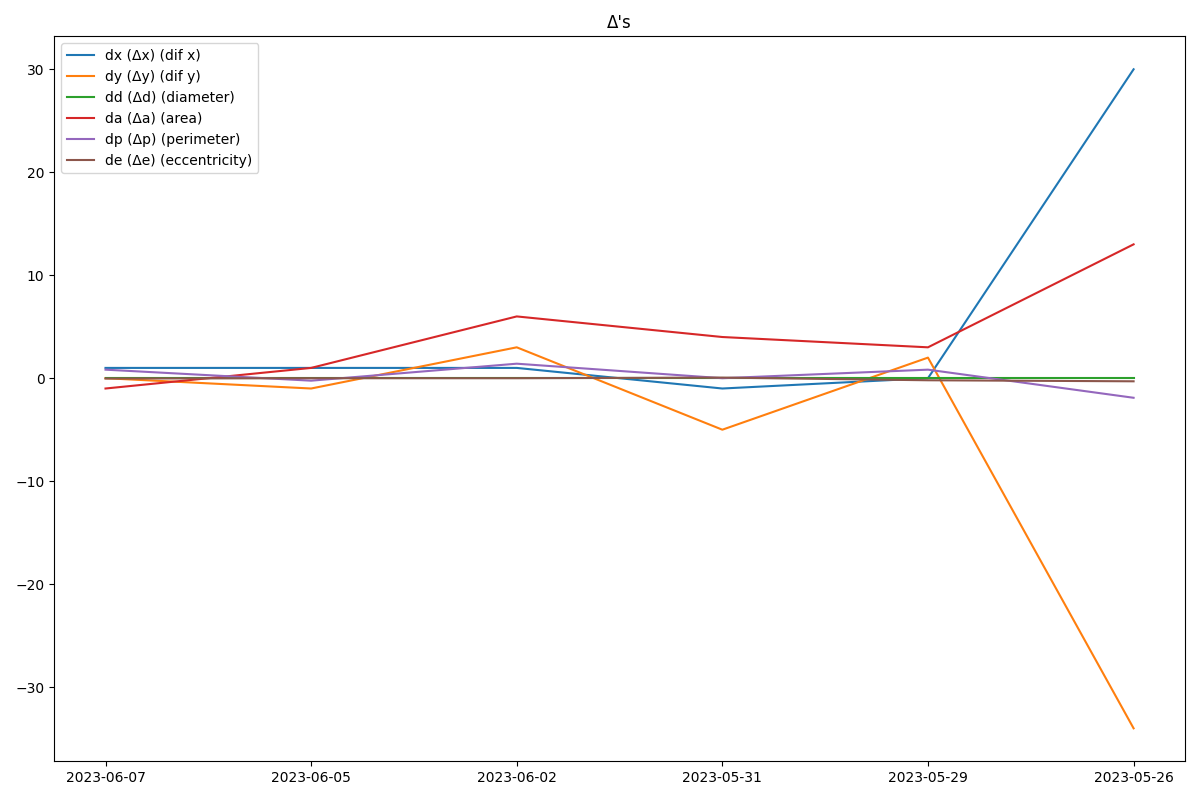 Δ's
dx (Δx) (dif x)
dy (Δy) (dif y)
dd (Δd) (diameter)
da (Δa) (area)
dp (Δp) (perimeter)
de (Δe) (eccentricity)
30
20
10
0
−10
−20
−30
2023-06-07 2023-06-05 2023-06-02 2023-05-31 2023-05-29 2023-05-26